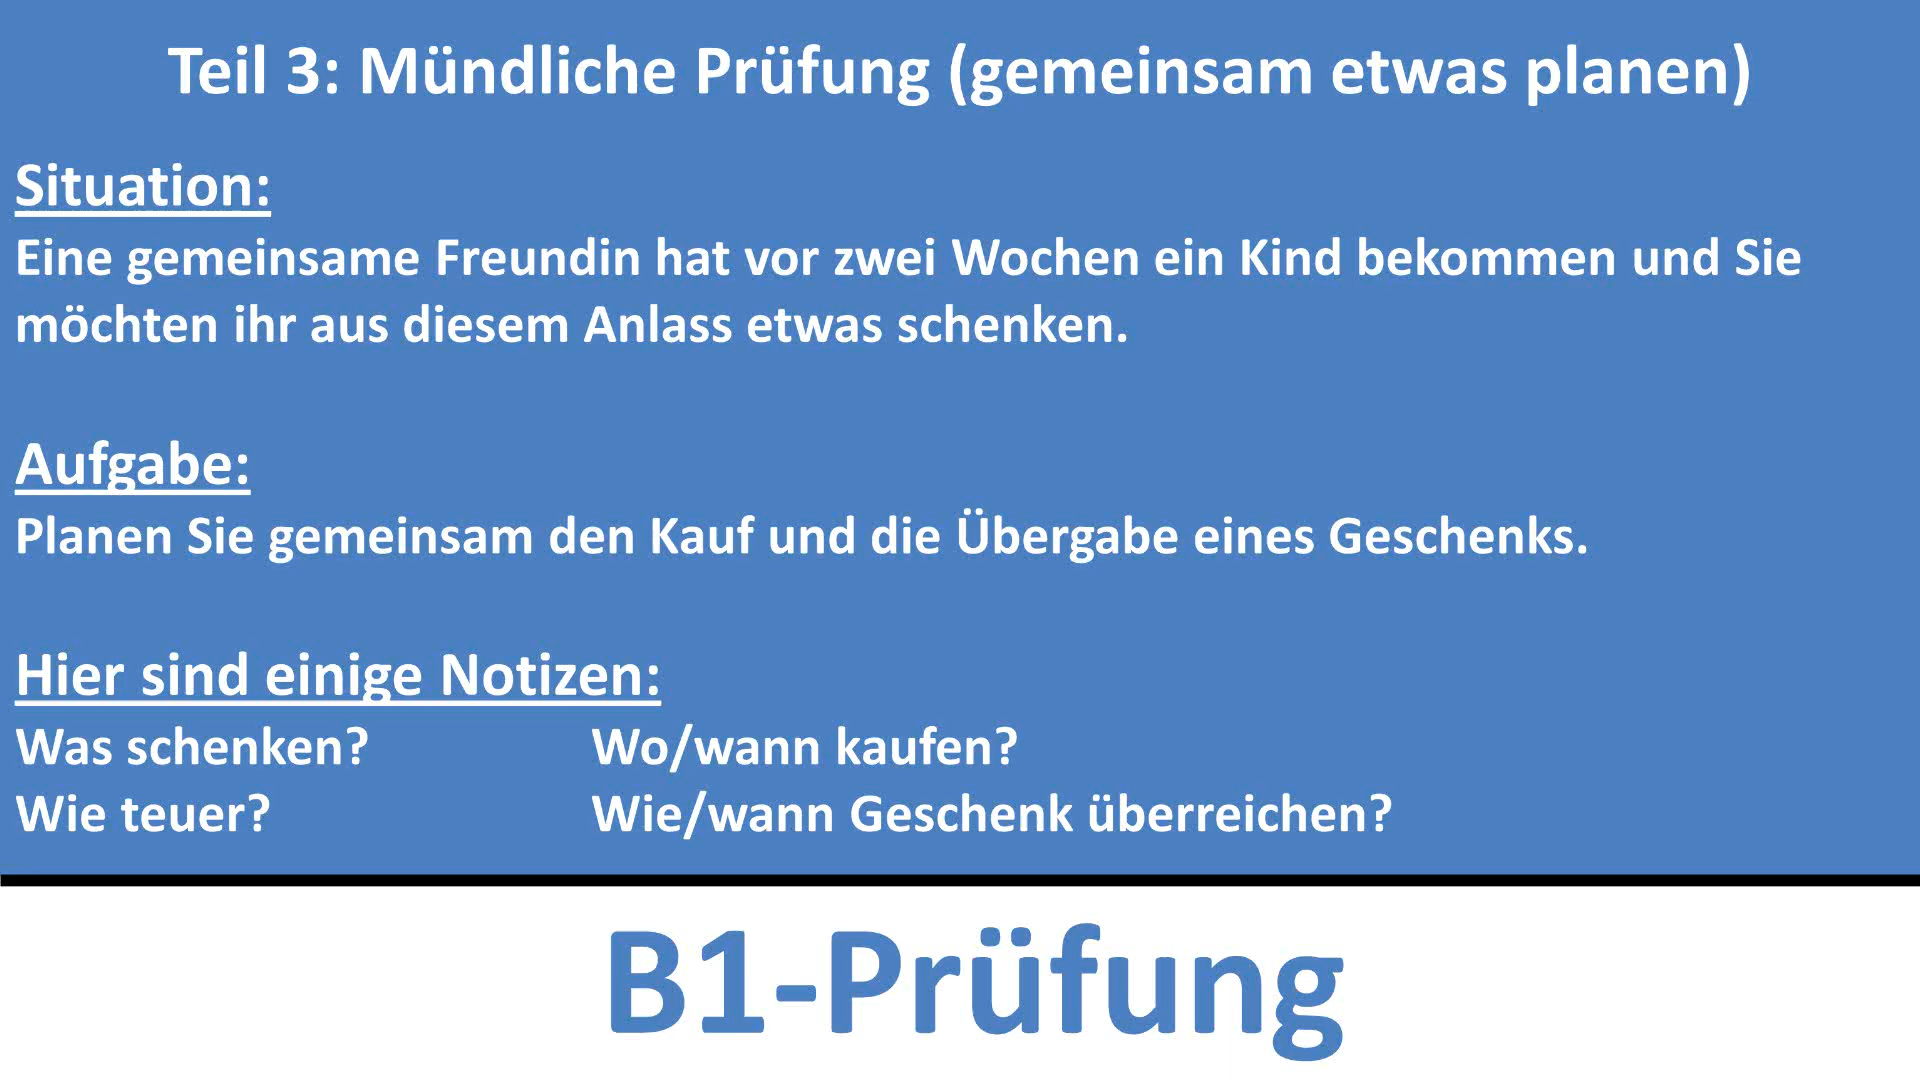 Teil 3: Mündliche Prüfung (gemeinsam etwas planen)
Situation:
Eine gemeinsame Freundin hat vor zwei Wochen ein Kind bekommen und Sie
möchten ihr aus diesem Anlass etwas schenken.
Aufgabe:
Planen Sie gemeinsam den Kauf und die Übergabe eines Geschenks.
Hier sind einige Notizen:
Was schenken? Wo/wann kaufen?
Wie teuer? Wie/wann Geschenk überreichen?
B1-Prüfung